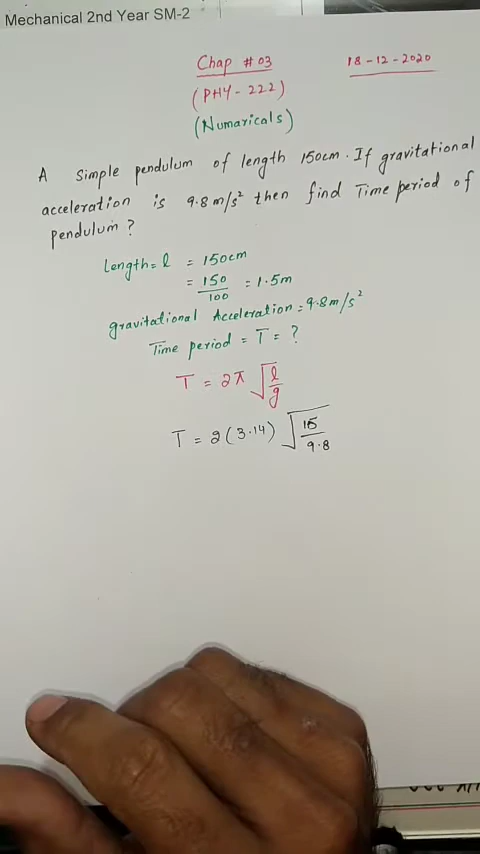 Mechanical 2nd Year SM-2
Chap # 03
18-12-2020
(PHY-222)
(Numaricals)
A Simple pendulum of length 150cm. If gravitational
acceleration is 9.8 m/s² then find Time period of
pendulum?
Length = l = 150cm
= 150/100 = 1.5m
gravitational Acceleration = 9.8 m/s²
Time period = T = ?
T = 2π √(l/g)
T = 2(3.14) √(15/9.8)